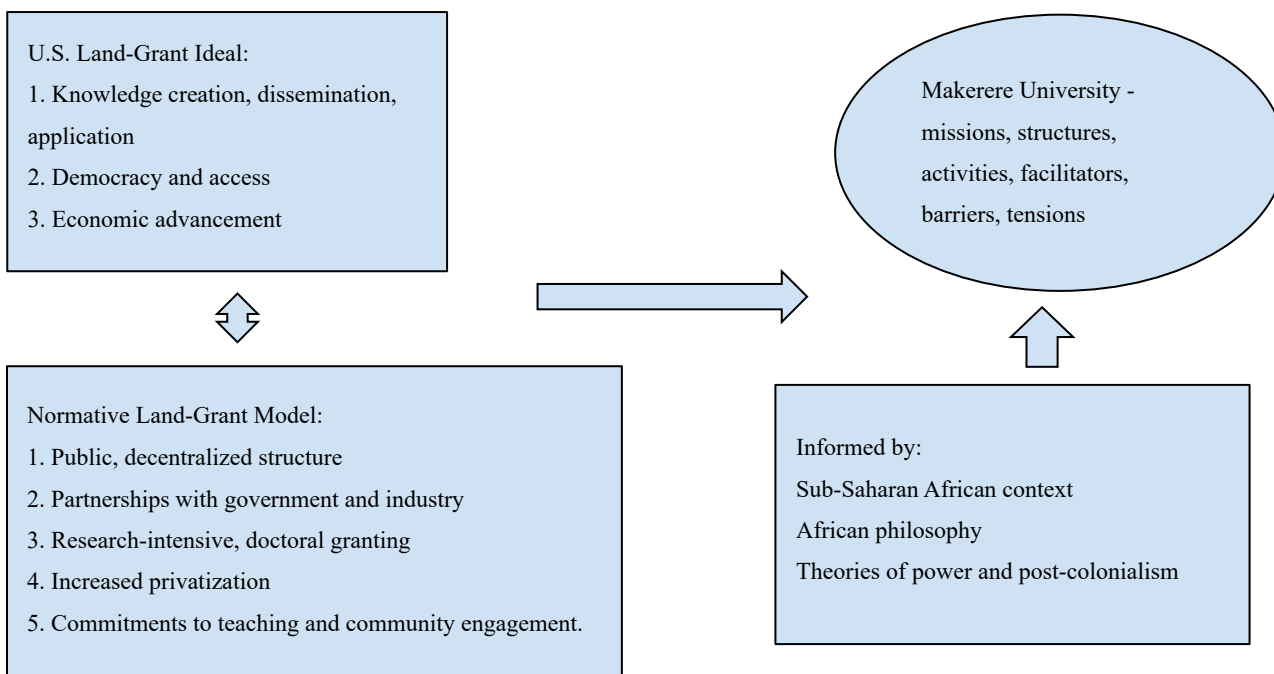 U.S. Land-Grant Ideal:
1. Knowledge creation, dissemination,
application
2. Democracy and access
3. Economic advancement
Makerere University -
missions, structures,
activities, facilitators,
barriers, tensions
Normative Land-Grant Model:
1. Public, decentralized structure
2. Partnerships with government and industry
3. Research-intensive, doctoral granting
4. Increased privatization
5. Commitments to teaching and community engagement.
Informed by:
Sub-Saharan African context
African philosophy
Theories of power and post-colonialism